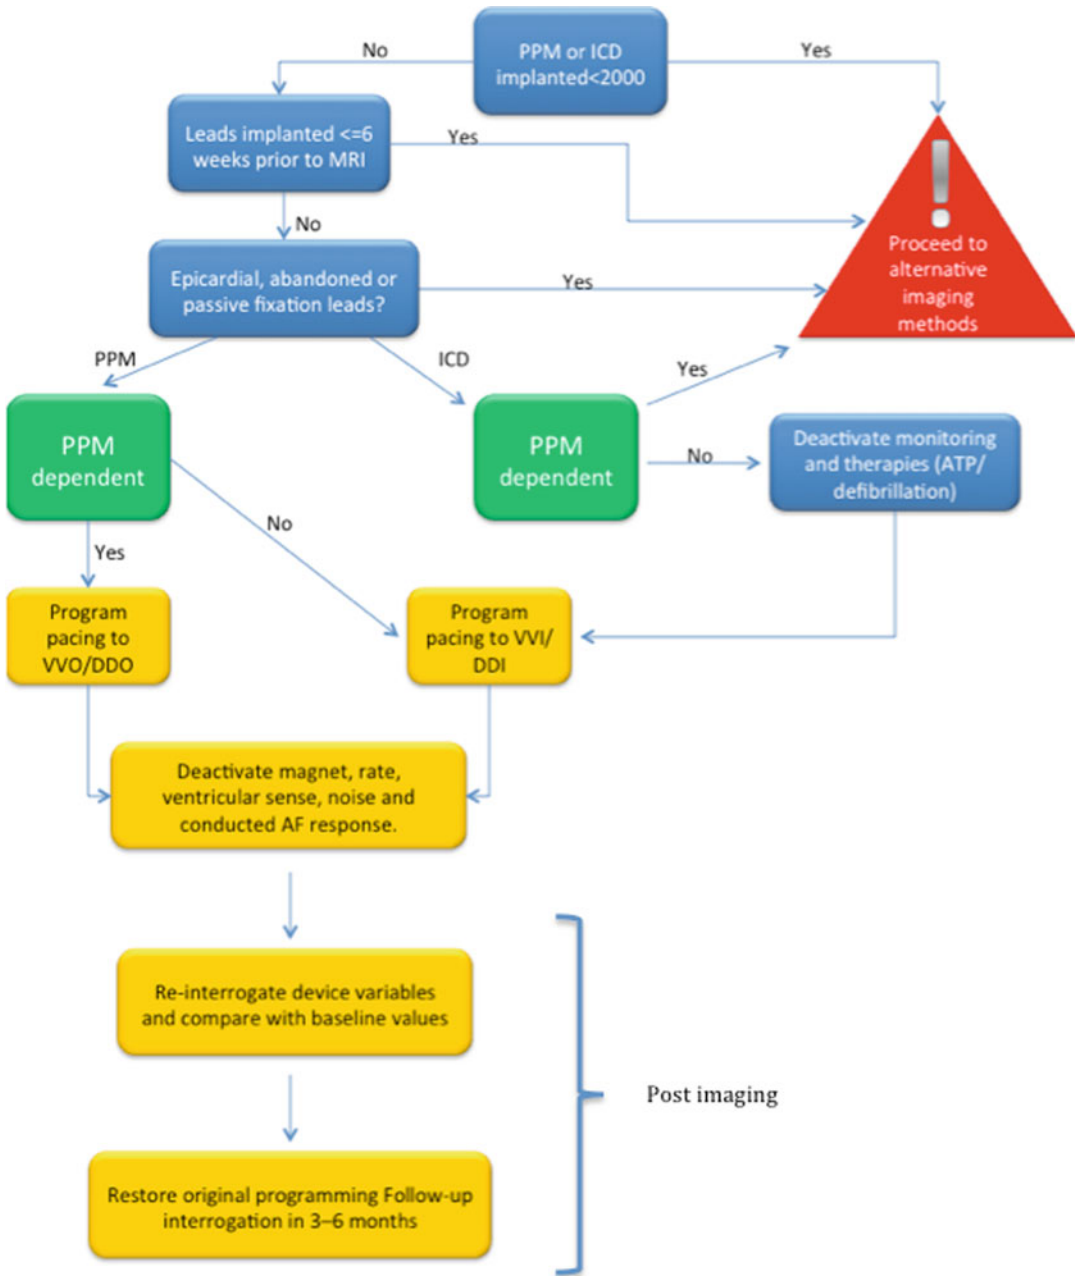 No
PPM or ICD
implanted<2000
Yes
Leads implanted <=6
weeks prior to MRI
Yes
No
Proceed to
alternative
imaging
methods
Epicardial, abandoned or
passive fixation leads?
Yes
PPM
ICD
Yes
PPM
dependent
PPM
dependent
No
Deactivate monitoring
and therapies (ATP/
defibrillation)
No
Yes
Program
pacing to
VVO/DDO
Program
pacing to VVI/
DDI
Deactivate magnet, rate,
ventricular sense, noise and
conducted AF response.
Re-interrogate device variables
and compare with baseline values
Post imaging
Restore original programming Follow-up
interrogation in 3–6 months